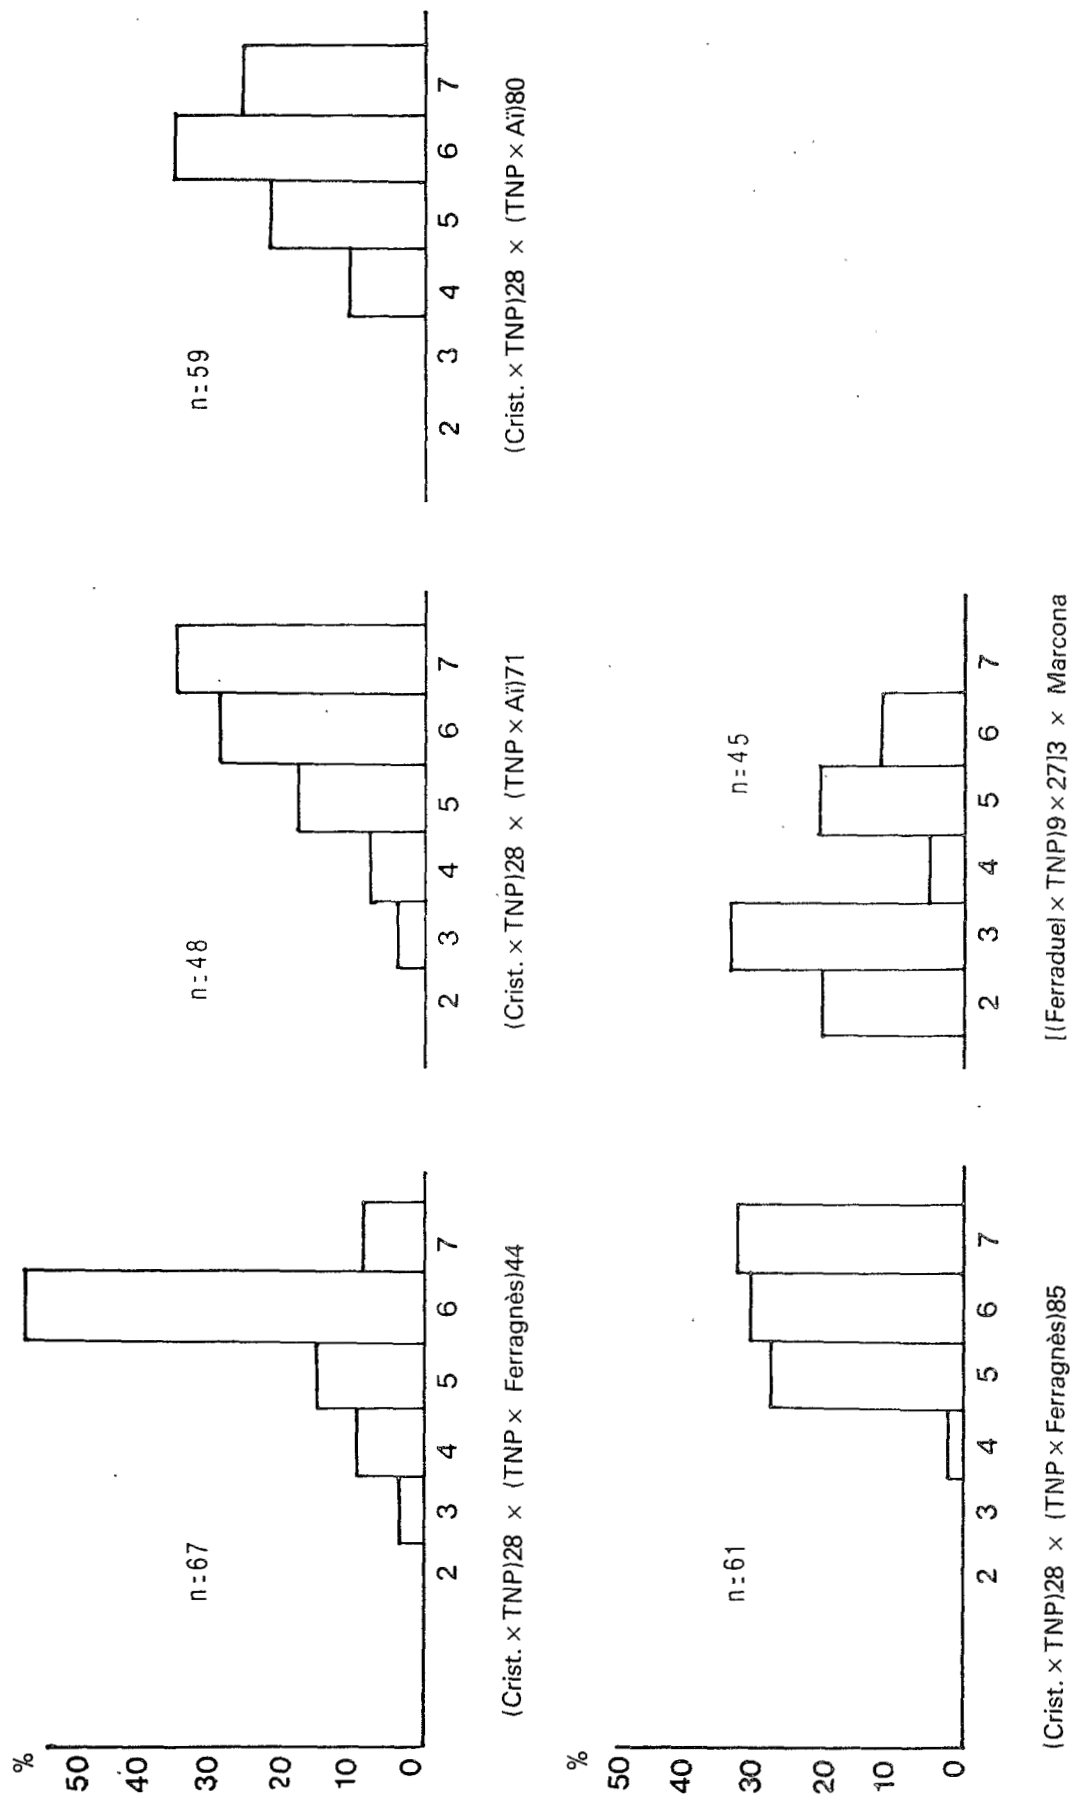 %
50
40
30
20
10
0
n=67
2 3 4 5 6 7
(Crist.×TNP)28 × (TNP× Ferragnès)44
n=48
2 3 4 5 6 7
(Crist.×TNP)28 × (TNP×Aï)71
n=59
2 3 4 5 6 7
(Crist.×TNP)28 × (TNP×Aï)80
%
50
40
30
20
10
0
n=61
2 3 4 5 6 7
(Crist.×TNP)28 × (TNP×Ferragnès)85
n=45
2 3 4 5 6 7
[(Ferraduel×TNP)9×27]3 × Marcona